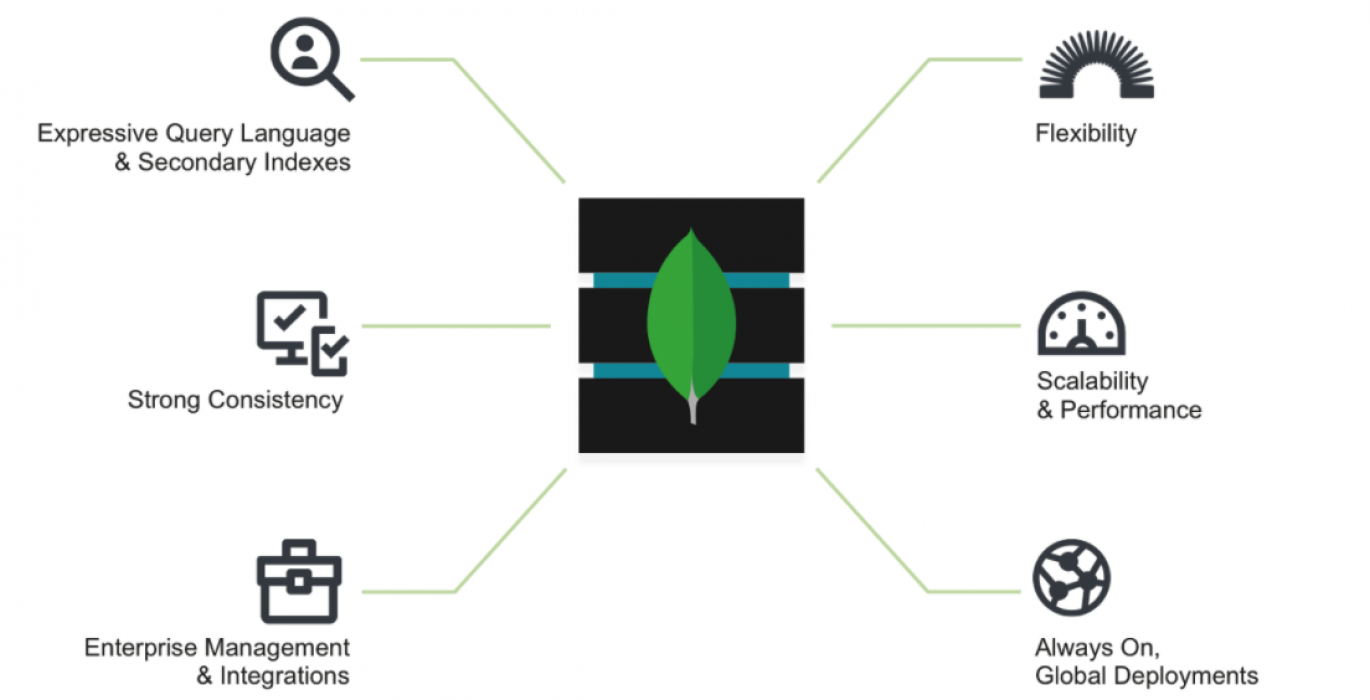 Expressive Query Language
& Secondary Indexes
Flexibility
Strong Consistency
Scalability
& Performance
Enterprise Management
& Integrations
Always On,
Global Deployments